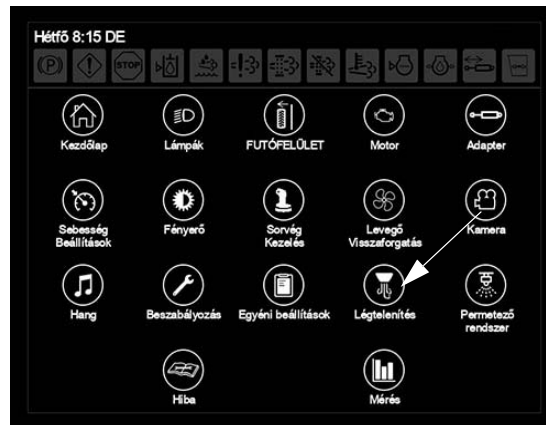 Hétfő 8:15 DE
(P) STOP
Kezdőlap Lámpák FUTÓFELÜLET Motor Adapter
Sebesség Beállítások Fényerő Sorvég Kezelés Levegő Visszaforgatás Kamera
Hang Beszabályozás Egyéni beállítások Légtelenítés Permetező rendszer
Hiba Mérés